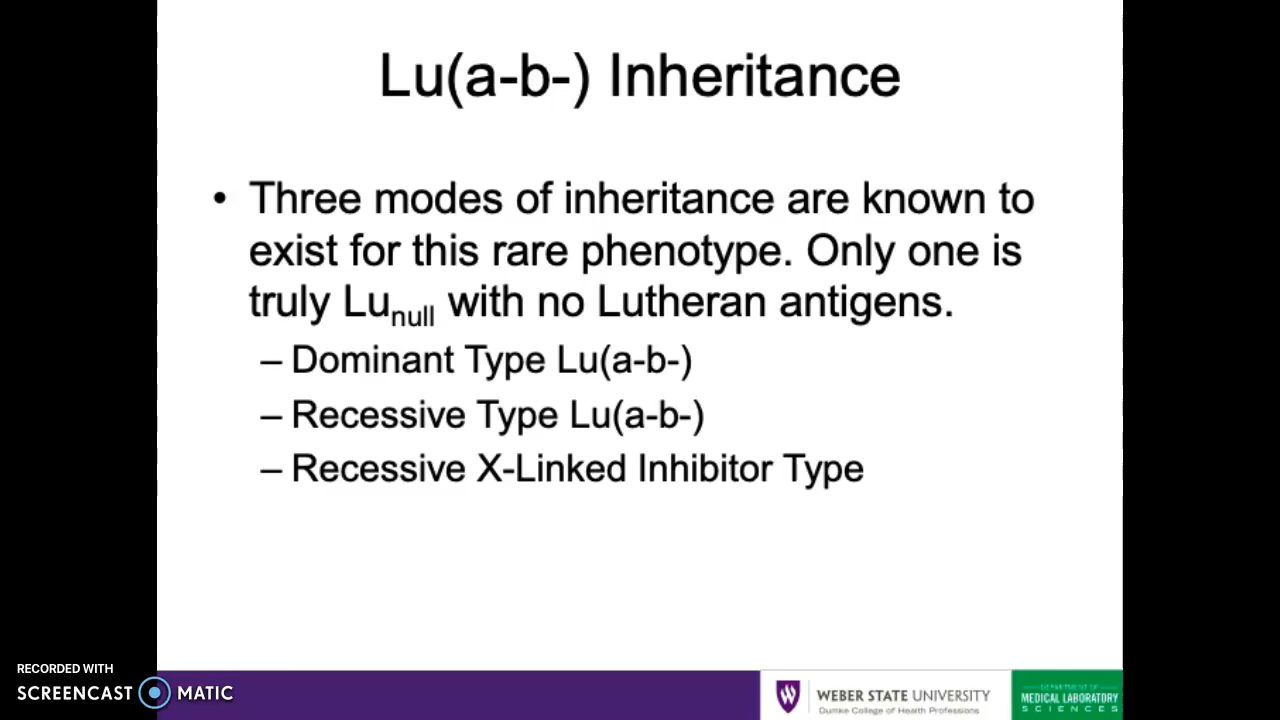 Lu(a-b-) Inheritance
• Three modes of inheritance are known to
exist for this rare phenotype. Only one is
truly Lunull with no Lutheran antigens.
– Dominant Type Lu(a-b-)
– Recessive Type Lu(a-b-)
– Recessive X-Linked Inhibitor Type
RECORDED WITH
SCREENCAST MATIC
WEBER STATE UNIVERSITY
Dumke College of Health Professions
DEPARTMENT OF
MEDICAL LABORATORY
SCIENCES